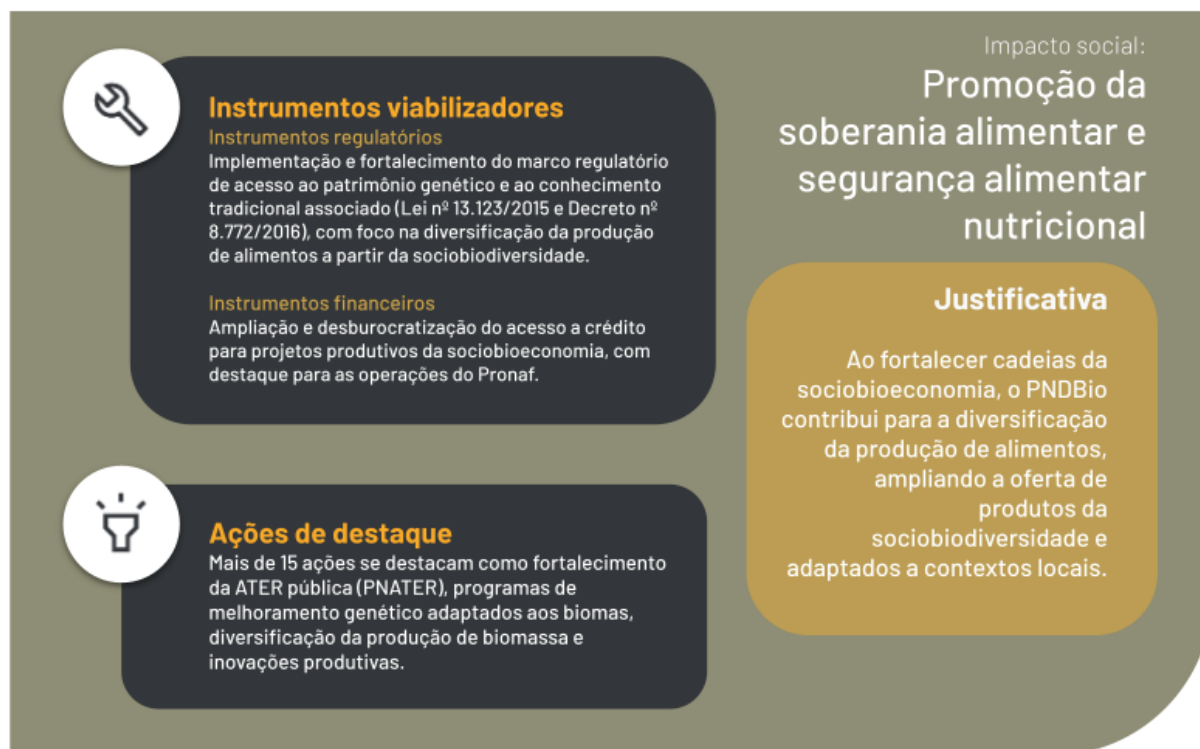 Impacto social:
Promoção da
soberania alimentar e
segurança alimentar
nutricional
Instrumentos viabilizadores
Instrumentos regulatórios
Implementação e fortalecimento do marco regulatório
de acesso ao patrimônio genético e ao conhecimento
tradicional associado (Lei nº 13.123/2015 e Decreto nº
8.772/2016), com foco na diversificação da produção
de alimentos a partir da sociobiodiversidade.
Instrumentos financeiros
Ampliação e desburocratização do acesso a crédito
para projetos produtivos da sociobioeconomia, com
destaque para as operações do Pronaf.
Justificativa
Ao fortalecer cadeias da
sociobioeconomia, o PNDBio
contribui para a diversificação
da produção de alimentos,
ampliando a oferta de
produtos da
sociobiodiversidade e
adaptados a contextos locais.
Ações de destaque
Mais de 15 ações se destacam como fortalecimento
da ATER pública (PNATER), programas de
melhoramento genético adaptados aos biomas,
diversificação da produção de biomassa e
inovações produtivas.